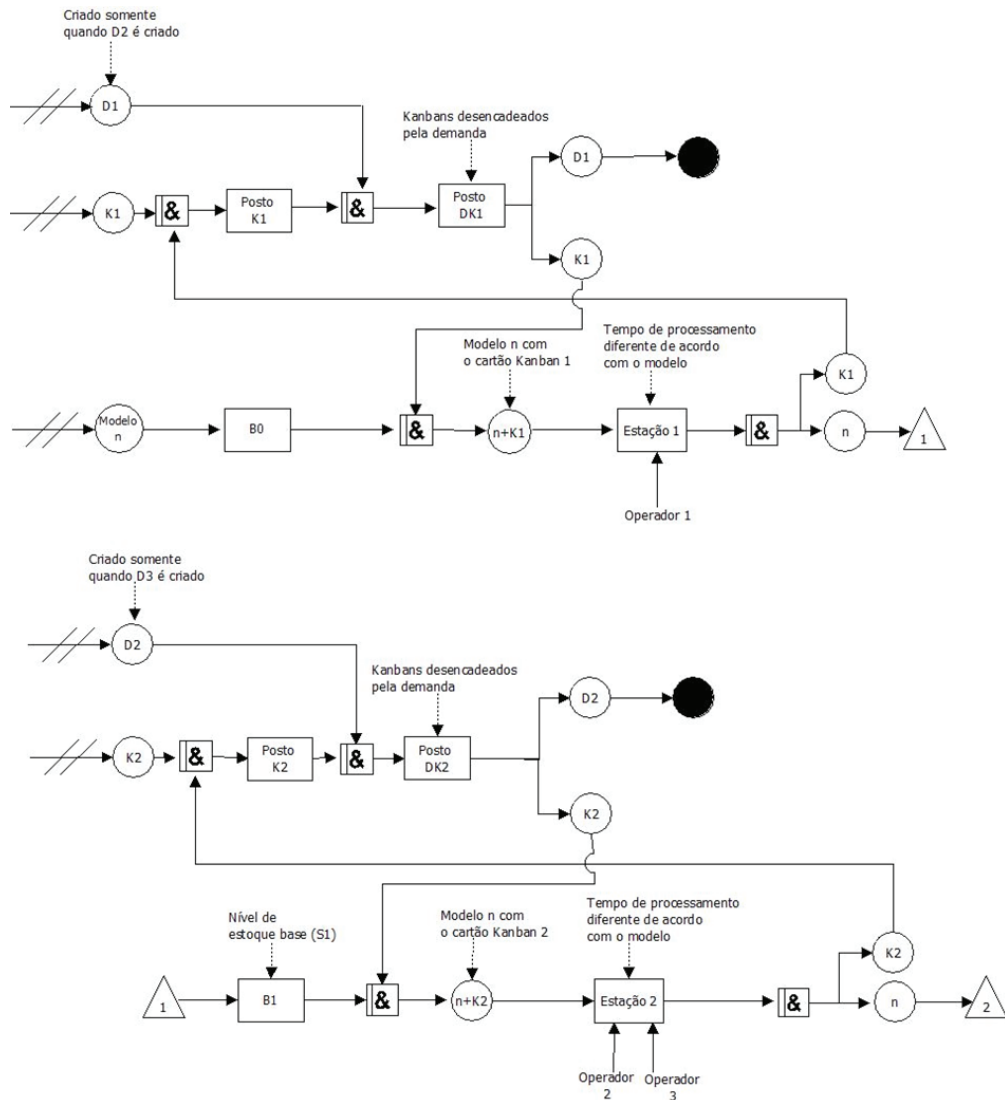 Criado somente
quando D2 é criado
D1
Kanbans desencadeados
pela demanda
D1
K1
&
Posto
K1
&
Posto
DK1
K1
Modelo n com
o cartão Kanban 1
Tempo de processamento
diferente de acordo
com o modelo
K1
Modelo
n
B0
&
n+K1
Estação 1
&
n
1
Operador 1
Criado somente
quando D3 é criado
D2
Kanbans desencadeados
pela demanda
D2
K2
&
Posto
K2
&
Posto
DK2
K2
Nível de
estoque base (S1)
Modelo n com
o cartão Kanban 2
Tempo de processamento
diferente de acordo
com o modelo
K2
1
B1
&
n+K2
Estação 2
&
n
2
Operador
2
Operador
3